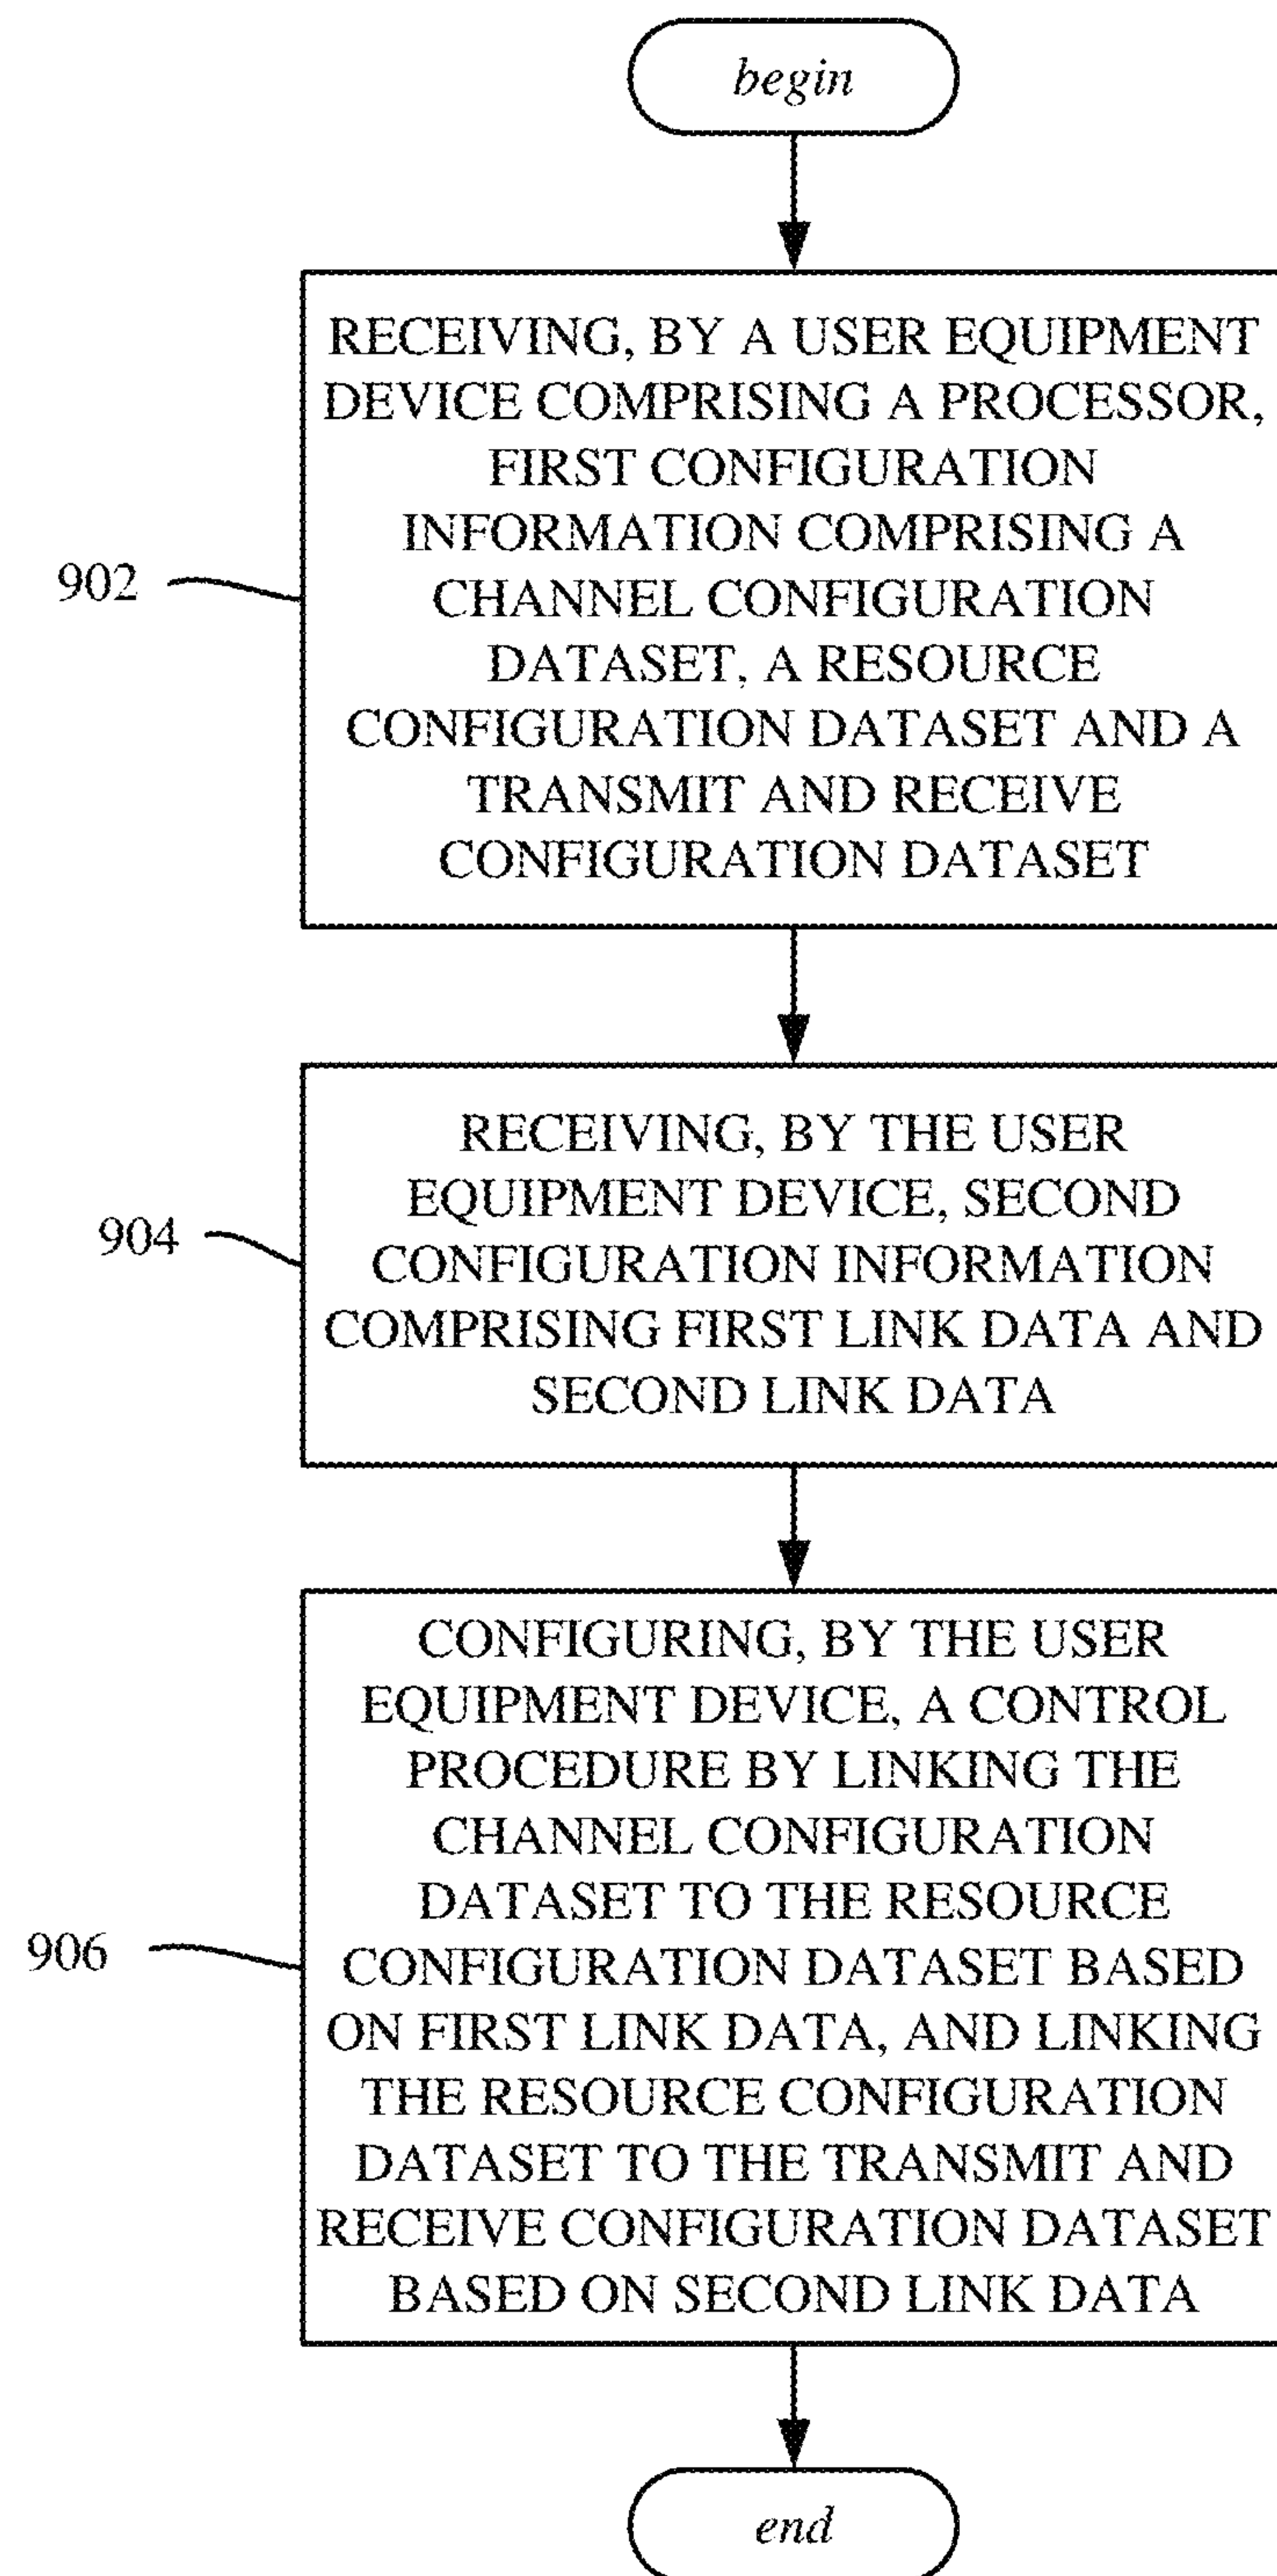 begin
RECEIVING, BY A USER EQUIPMENT
DEVICE COMPRISING A PROCESSOR,
FIRST CONFIGURATION
INFORMATION COMPRISING A
CHANNEL CONFIGURATION
DATASET, A RESOURCE
CONFIGURATION DATASET AND A
TRANSMIT AND RECEIVE
CONFIGURATION DATASET
902
RECEIVING, BY THE USER
EQUIPMENT DEVICE, SECOND
CONFIGURATION INFORMATION
COMPRISING FIRST LINK DATA AND
SECOND LINK DATA
904
CONFIGURING, BY THE USER
EQUIPMENT DEVICE, A CONTROL
PROCEDURE BY LINKING THE
CHANNEL CONFIGURATION
DATASET TO THE RESOURCE
CONFIGURATION DATASET BASED
ON FIRST LINK DATA, AND LINKING
THE RESOURCE CONFIGURATION
DATASET TO THE TRANSMIT AND
RECEIVE CONFIGURATION DATASET
BASED ON SECOND LINK DATA
906
end